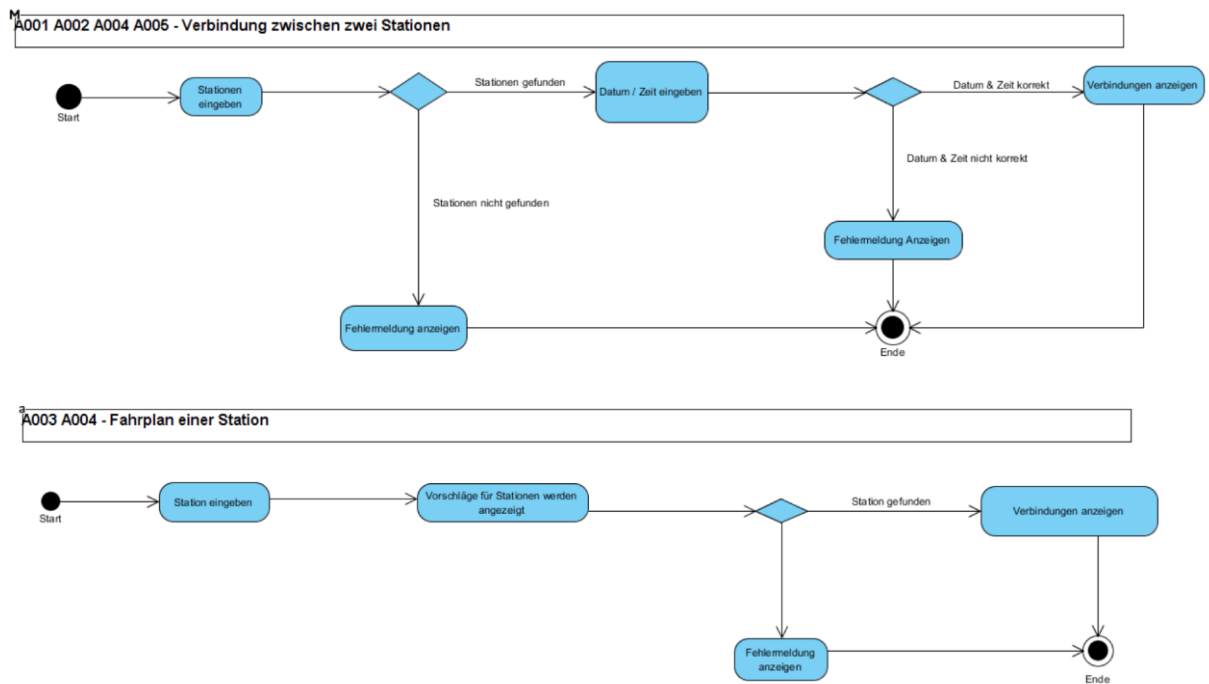 M
A001 A002 A004 A005 - Verbindung zwischen zwei Stationen
Start
Stationen
eingeben
Stationen gefunden
Datum / Zeit eingeben
Datum & Zeit korrekt
Verbindungen anzeigen
Datum & Zeit nicht korrekt
Stationen nicht gefunden
Fehlermeldung Anzeigen
Fehlermeldung anzeigen
Ende
a
A003 A004 - Fahrplan einer Station
Start
Station eingeben
Vorschläge für Stationen werden
angezeigt
Station gefunden
Verbindungen anzeigen
Fehlermeldung
anzeigen
Ende